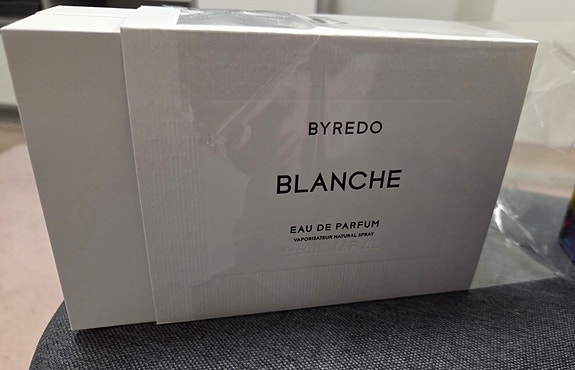 BYREDO
BLANCHE
EAU DE PARFUM
VAPORISATEUR NATURAL SPRAY